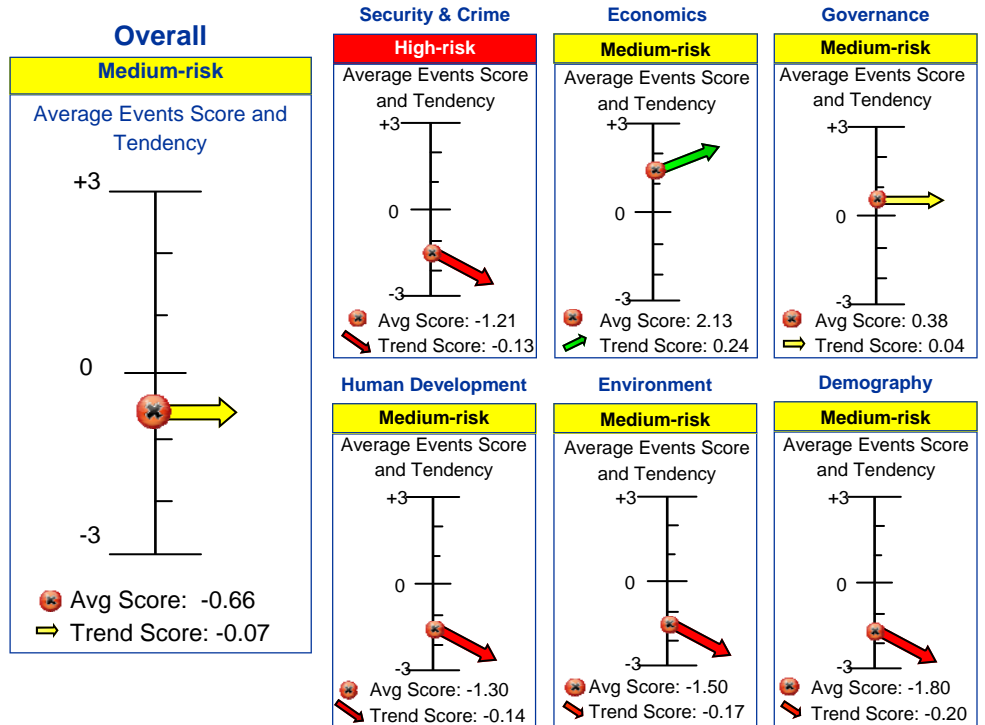 Overall
Medium-risk
Average Events Score and
Tendency
+3
0
-3
Avg Score: -0.66
Trend Score: -0.07
Security & Crime
High-risk
Average Events Score
and Tendency
+3
0
-3
Avg Score: -1.21
Trend Score: -0.13
Economics
Medium-risk
Average Events Score
and Tendency
+3
0
-3
Avg Score: 2.13
Trend Score: 0.24
Governance
Medium-risk
Average Events Score
and Tendency
+3
0
-3
Avg Score: 0.38
Trend Score: 0.04
Human Development
Medium-risk
Average Events Score
and Tendency
+3
0
-3
Avg Score: -1.30
Trend Score: -0.14
Environment
Medium-risk
Average Events Score
and Tendency
+3
0
-3
Avg Score: -1.50
Trend Score: -0.17
Demography
Medium-risk
Average Events Score
and Tendency
+3
0
-3
Avg Score: -1.80
Trend Score: -0.20